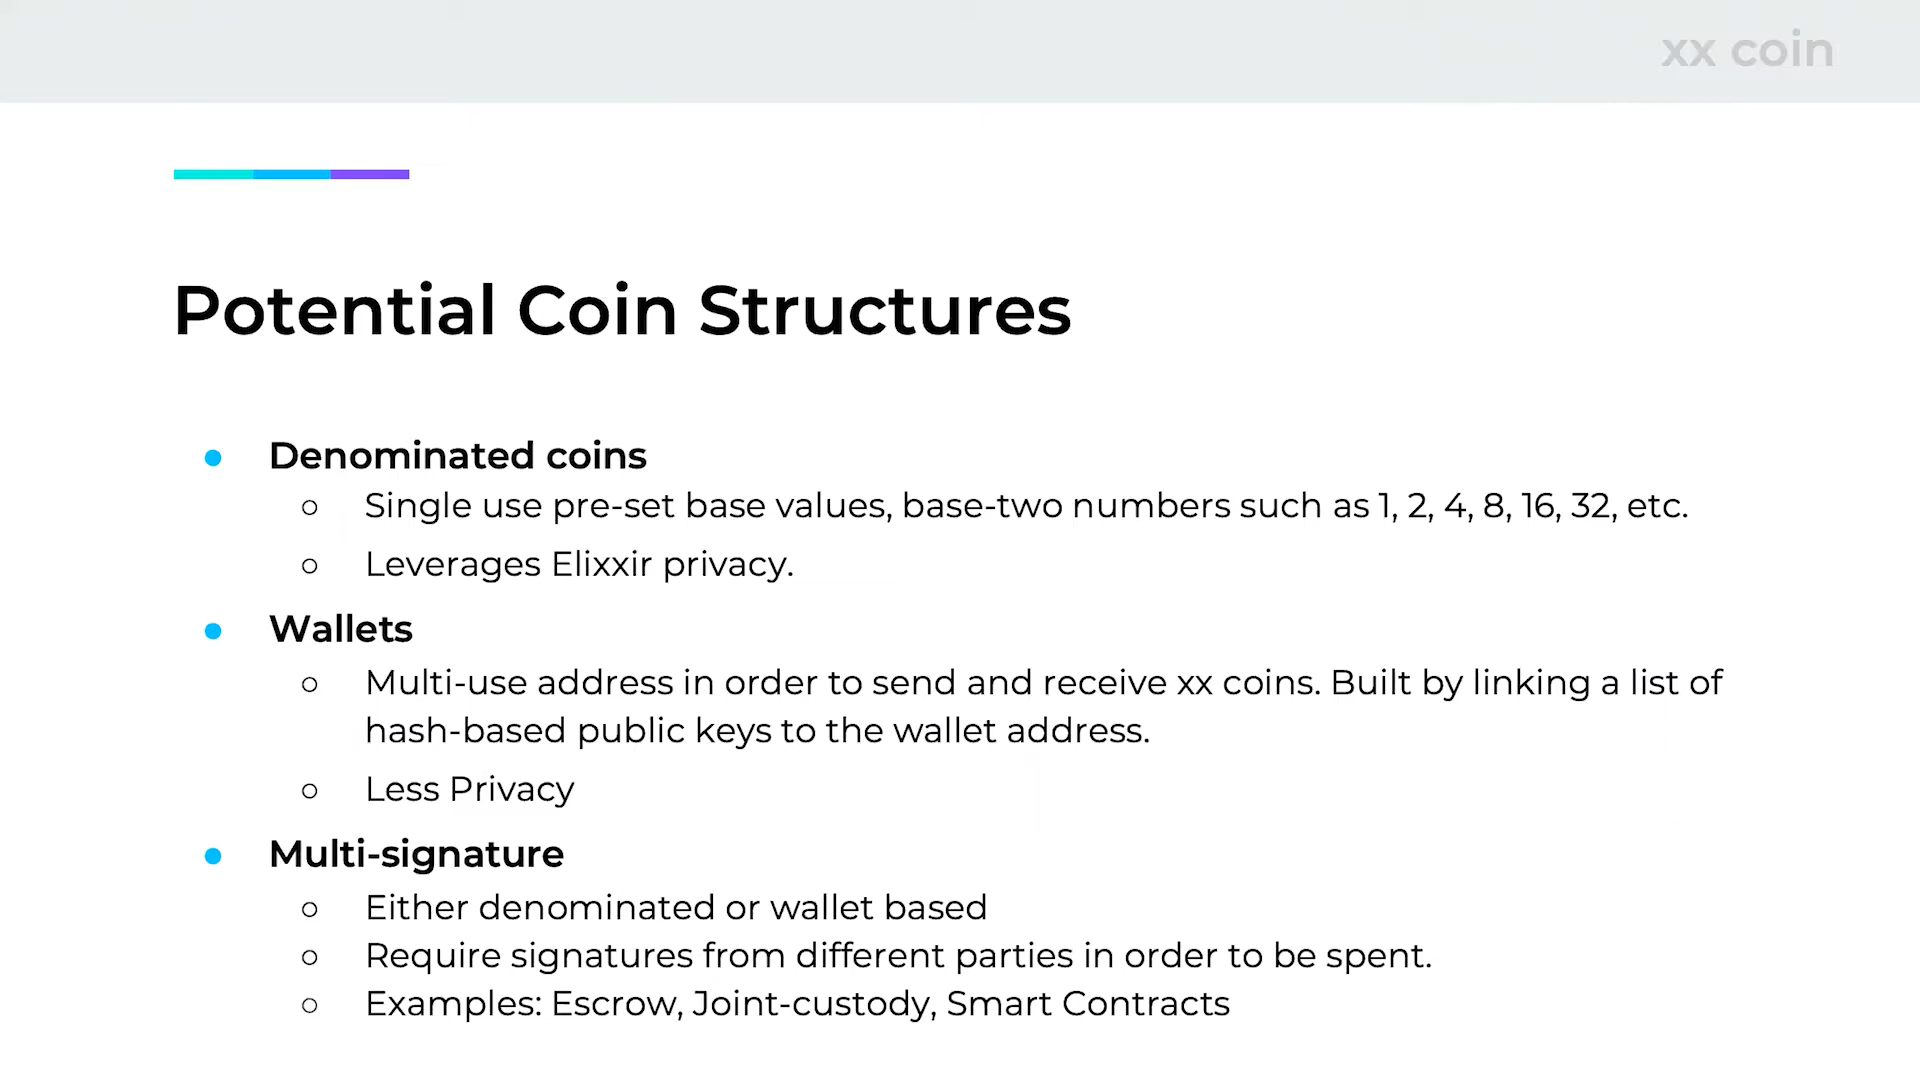 xx coin
Potential Coin Structures
● Denominated coins
○ Single use pre-set base values, base-two numbers such as 1, 2, 4, 8, 16, 32, etc.
○ Leverages Elixxir privacy.
● Wallets
○ Multi-use address in order to send and receive xx coins. Built by linking a list of
hash-based public keys to the wallet address.
○ Less Privacy
● Multi-signature
○ Either denominated or wallet based
○ Require signatures from different parties in order to be spent.
○ Examples: Escrow, Joint-custody, Smart Contracts